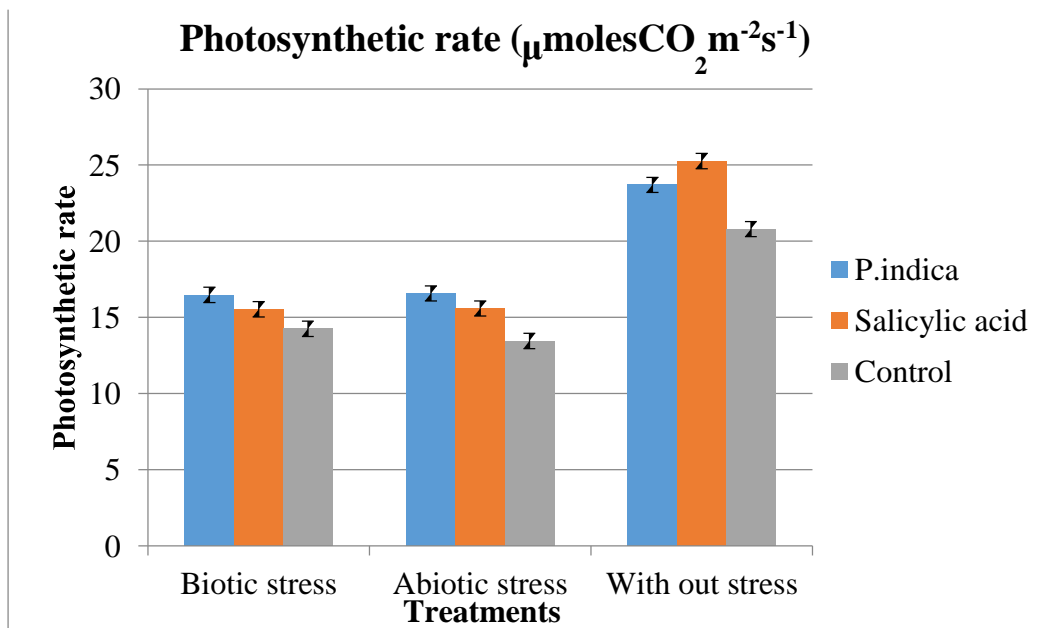 Photosynthetic rate (μmolesCO₂m⁻²s⁻¹)
30
25
20
15
10
5
0
Photosynthetic rate
Biotic stress
Abiotic stress
With out stress
Treatments
P.indica
Salicylic acid
Control